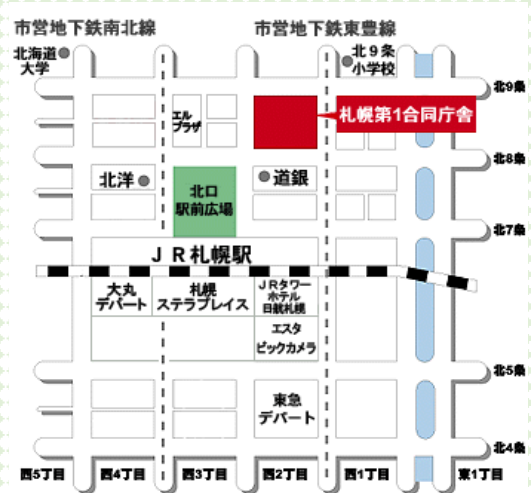 市営地下鉄南北線
市営地下鉄東豊線
北海道
大学
北9条
小学校
北9条
エル
プラザ
札幌第1合同庁舎
北8条
北洋
北口
駅前広場
道銀
北7条
JR札幌駅
大丸
デパート
札幌
ステラプレイス
JRタワー
ホテル
日航札幌
エスタ
ビックカメラ
北5条
東急
デパート
北4条
西5丁目
西4丁目
西3丁目
西2丁目
西1丁目
東1丁目